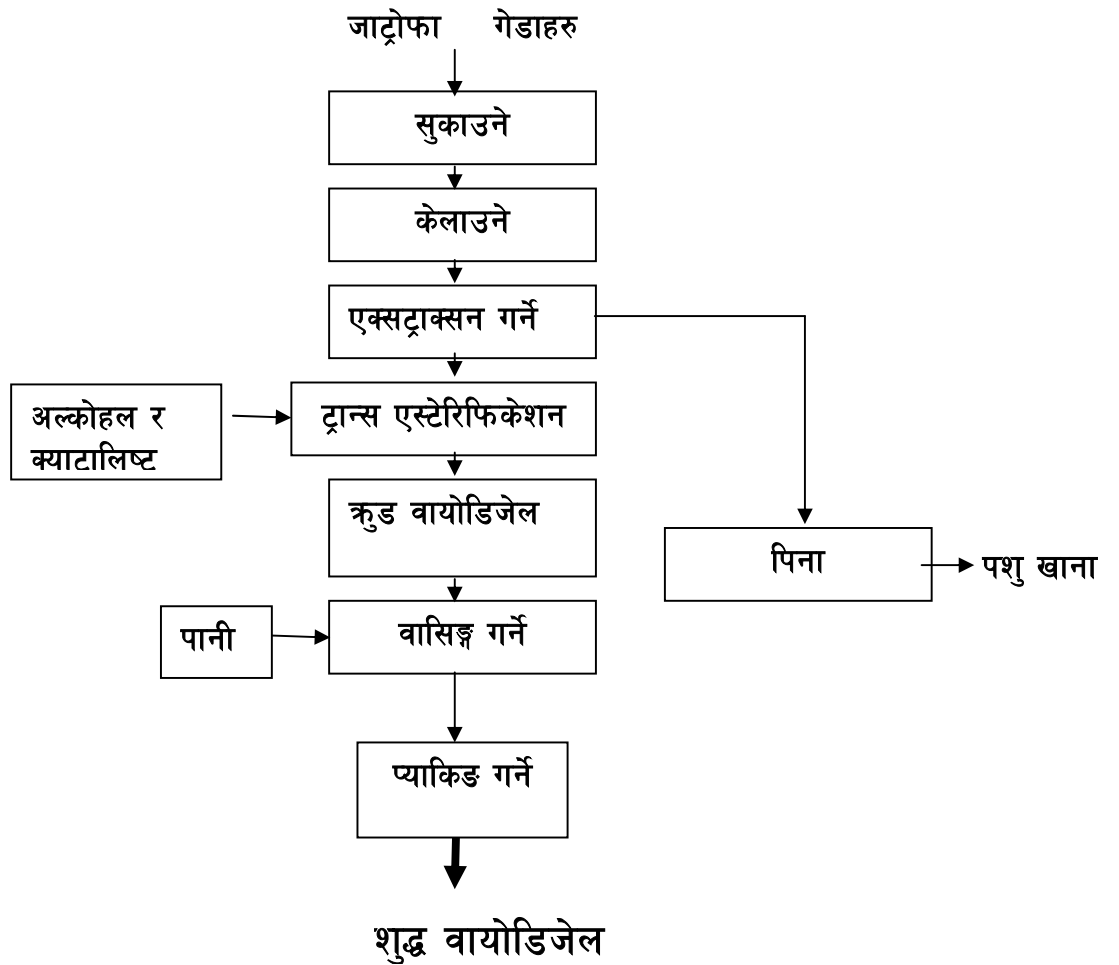 जाट्रोफा गेडाहरु
सुकाउने
केलाउने
एक्सट्राक्सन गर्ने
अल्कोहल र
क्याटालिष्ट
ट्रान्स एस्टेरिफिकेशन
क्रुड वायोडिजेल
पिना
पशु खाना
पानी
वासिङ्ग गर्ने
प्याकिङ गर्ने
शुद्ध वायोडिजेल